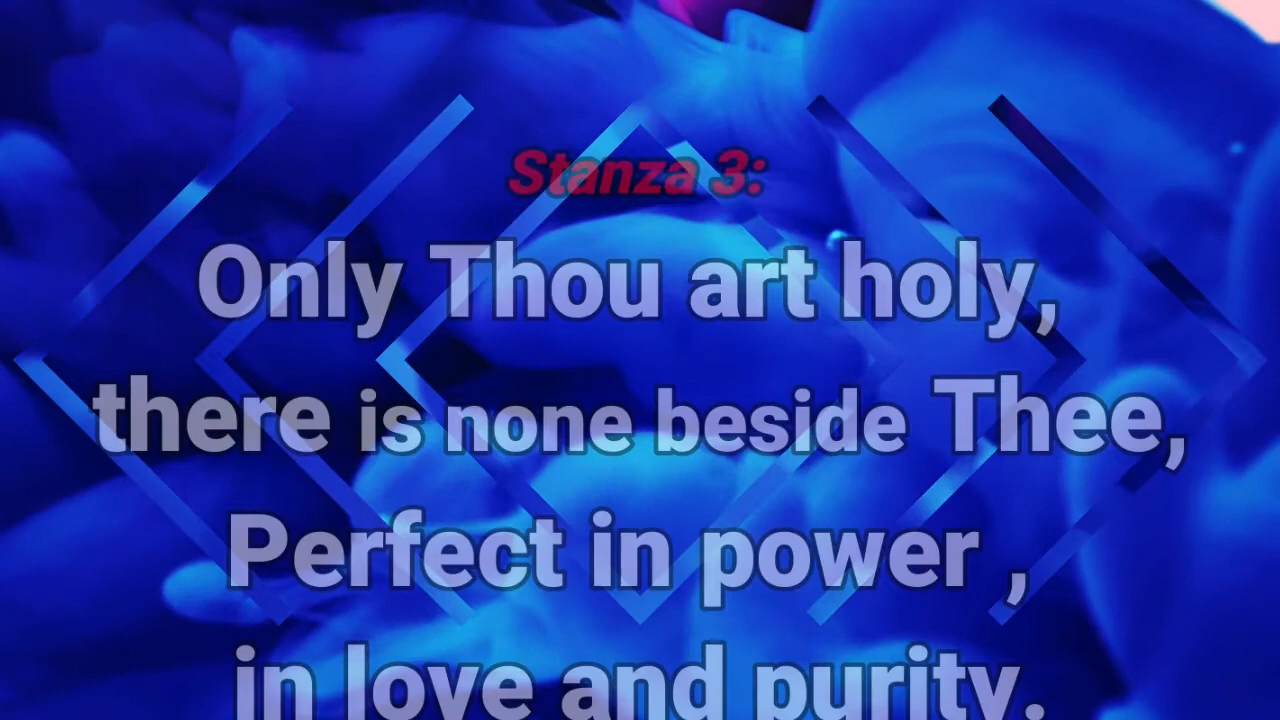 Stanza 3:
Only Thou art holy,
there is none beside Thee,
Perfect in power ,
in love and purity.